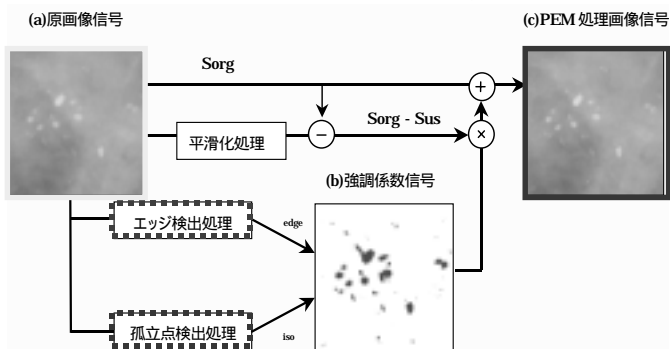 (a)原画像信号
(c)PEM 処理画像信号
Sorg
+
平滑化処理
−
Sorg - Sus
×
(b)強調係数信号
エッジ検出処理
edge
孤立点検出処理
iso